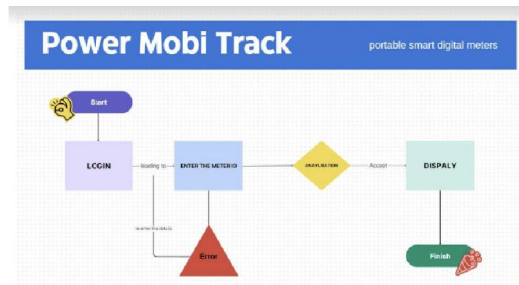 Power Mobi Track
portable smart digital meters
Start
LOGIN
leading to
ENTER THE METER ID
Accept
DISPALY
Error
Finish